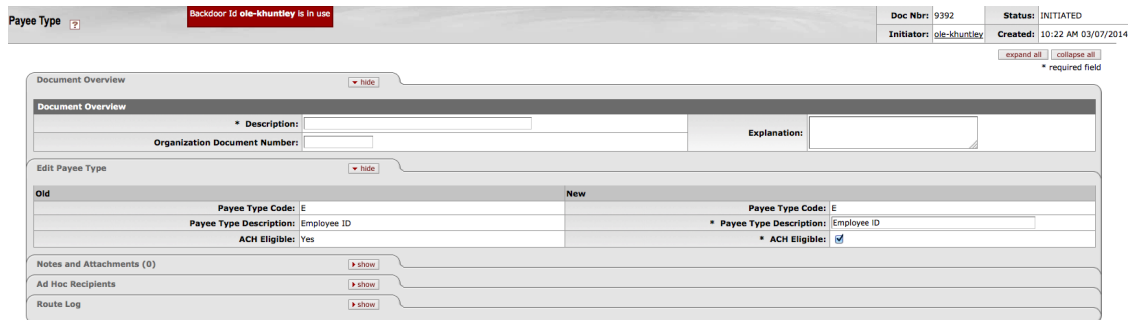 Payee Type ?
Backdoor Id ole-khuntley is in use
Doc Nbr: 9392 Status: INITIATED
Initiator: ole-khuntley Created: 10:22 AM 03/07/2014
expand all collapse all
* required field
Document Overview hide
Document Overview
* Description:
Explanation:
Organization Document Number:
Edit Payee Type hide
Old New
Payee Type Code: E Payee Type Code: E
Payee Type Description: Employee ID * Payee Type Description: Employee ID
ACH Eligible: Yes * ACH Eligible:
Notes and Attachments (0) show
Ad Hoc Recipients show
Route Log show